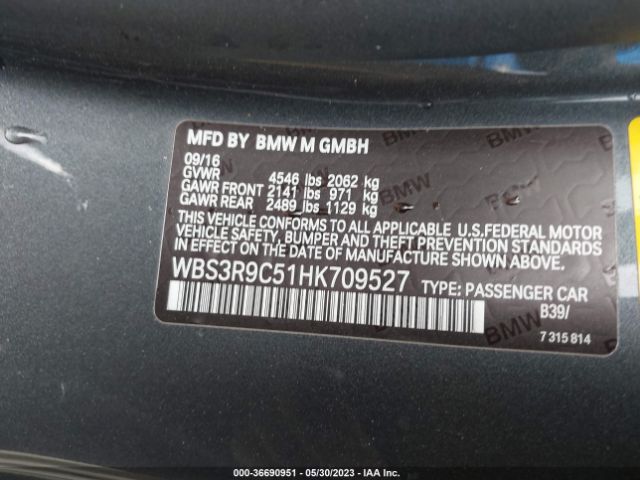 MFD BY BMW M GMBH
09/16
GVWR 4546 lbs 2062 kg
GAWR FRONT 2141 lbs 971 kg
GAWR REAR 2489 lbs 1129 kg
THIS VEHICLE CONFORMS TO ALL APPLICABLE U.S.FEDERAL MOTOR
VEHICLE SAFETY, BUMPER AND THEFT PREVENTION STANDARDS
IN EFFECT ON THE DATE OF MANUFACTURE SHOWN ABOVE.
WBS3R9C51HK709527 TYPE: PASSENGER CAR
B39/
7 315 814
BMW
BMW
© - 36690951 - 05/30/2023 - IAA Inc.